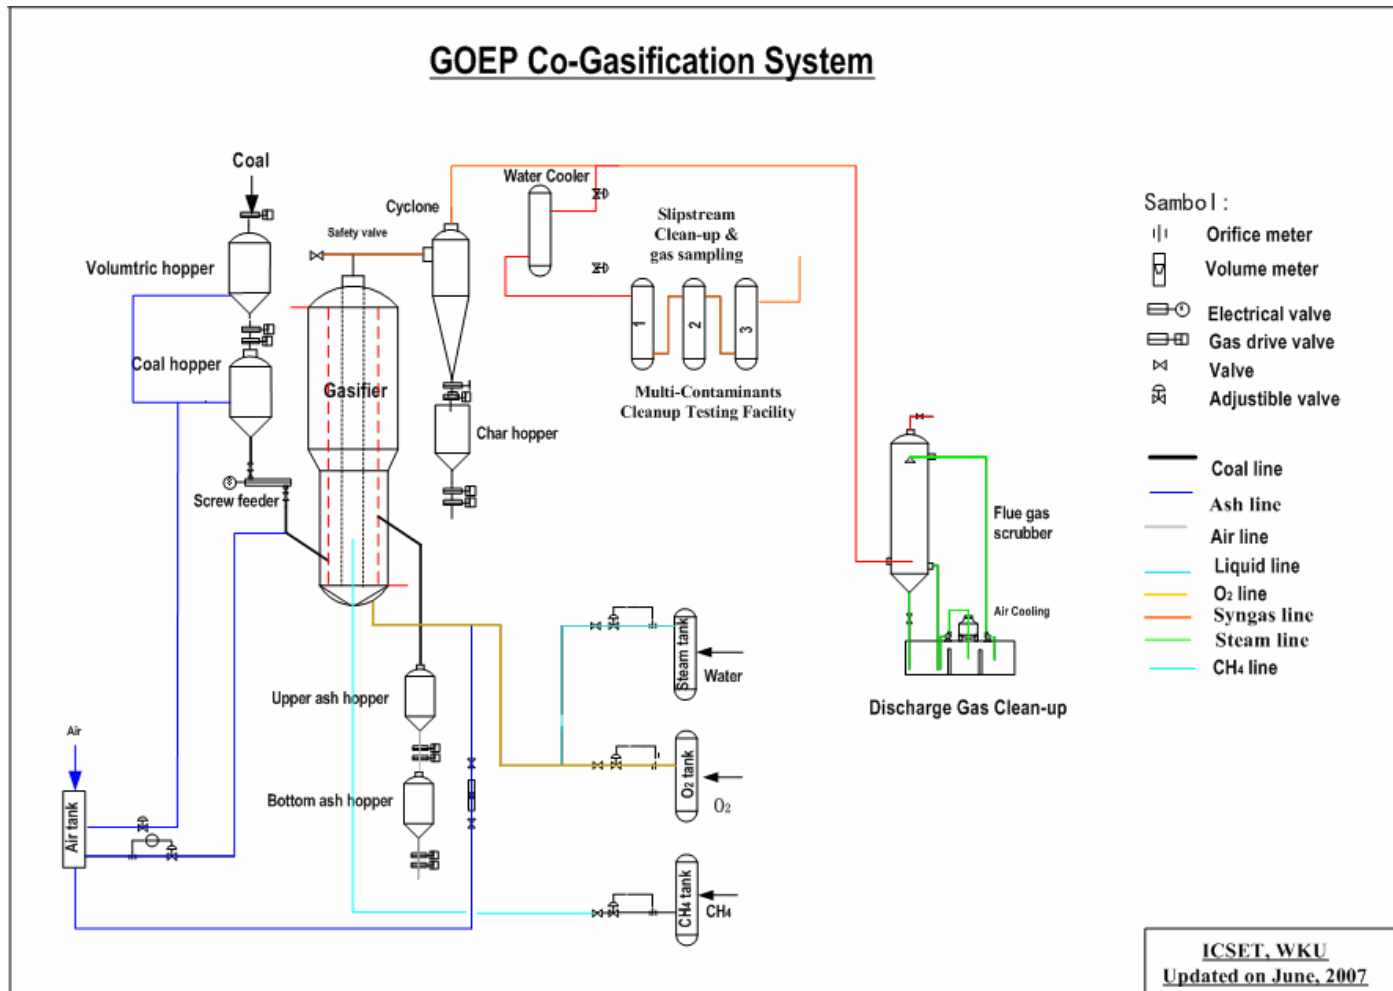 GOEP Co-Gasification System
Coal
Volumtric hopper
Coal hopper
Screw feeder
Safety valve
Cyclone
Gasifier
Char hopper
Water Cooler
Slipstream
Clean-up &
gas sampling
1
2
3
Multi-Contaminants
Cleanup Testing Facility
Flue gas
scrubber
Air Cooling
Discharge Gas Clean-up
Steam tank
Water
O2 tank
O2
CH4 tank
CH4
Upper ash hopper
Bottom ash hopper
Air
Air tank
Sambol:
Orifice meter
Volume meter
Electrical valve
Gas drive valve
Valve
Adjustible valve
Coal line
Ash line
Air line
Liquid line
O2 line
Syngas line
Steam line
CH4 line
ICSET, WKU
Updated on June, 2007